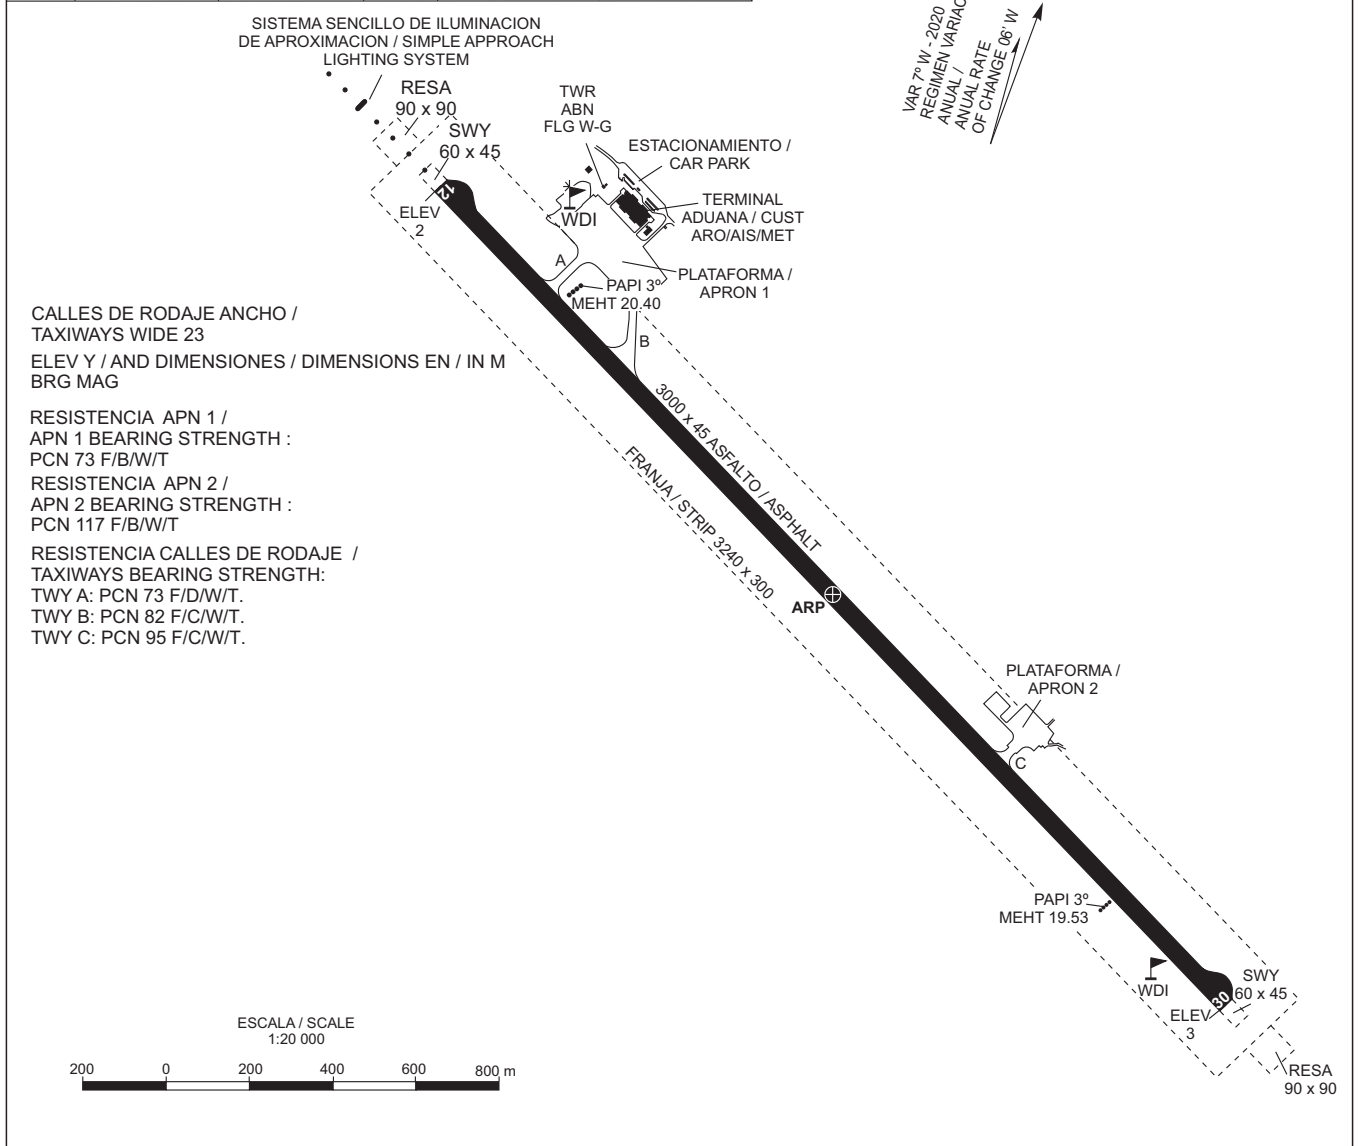 SISTEMA SENCILLO DE ILUMINACION
DE APROXIMACION / SIMPLE APPROACH
LIGHTING SYSTEM
RESA
90 x 90
SWY
60 x 45
12
ELEV
2
TWR
ABN
FLG W-G
ESTACIONAMIENTO /
CAR PARK
TERMINAL
ADUANA / CUST
ARO/AIS/MET
WDI
PLATAFORMA /
APRON 1
A
PAPI 3º
MEHT 20.40
B
VAR 7º W - 2020
ANUAL /
ANUAL RATE
OF CHANGE 06' W
CALLES DE RODAJE ANCHO /
TAXIWAYS WIDE 23
ELEV Y / AND DIMENSIONES / DIMENSIONS EN / IN M
BRG MAG
RESISTENCIA APN 1 /
APN 1 BEARING STRENGTH :
PCN 73 F/B/W/T
RESISTENCIA APN 2 /
APN 2 BEARING STRENGTH :
PCN 117 F/B/W/T
RESISTENCIA CALLES DE RODAJE /
TAXIWAYS BEARING STRENGTH:
TWY A: PCN 73 F/D/W/T.
TWY B: PCN 82 F/C/W/T.
TWY C: PCN 95 F/C/W/T.
3000 x 45 ASFALTO / ASPHALT
FRANJA / STRIP 3240 x 300
ARP
PLATAFORMA /
APRON 2
C
PAPI 3º
MEHT 19.53
WDI
30
SWY
60 x 45
ELEV
3
RESA
90 x 90
ESCALA / SCALE
1:20 000
200 0 200 400 600 800 m